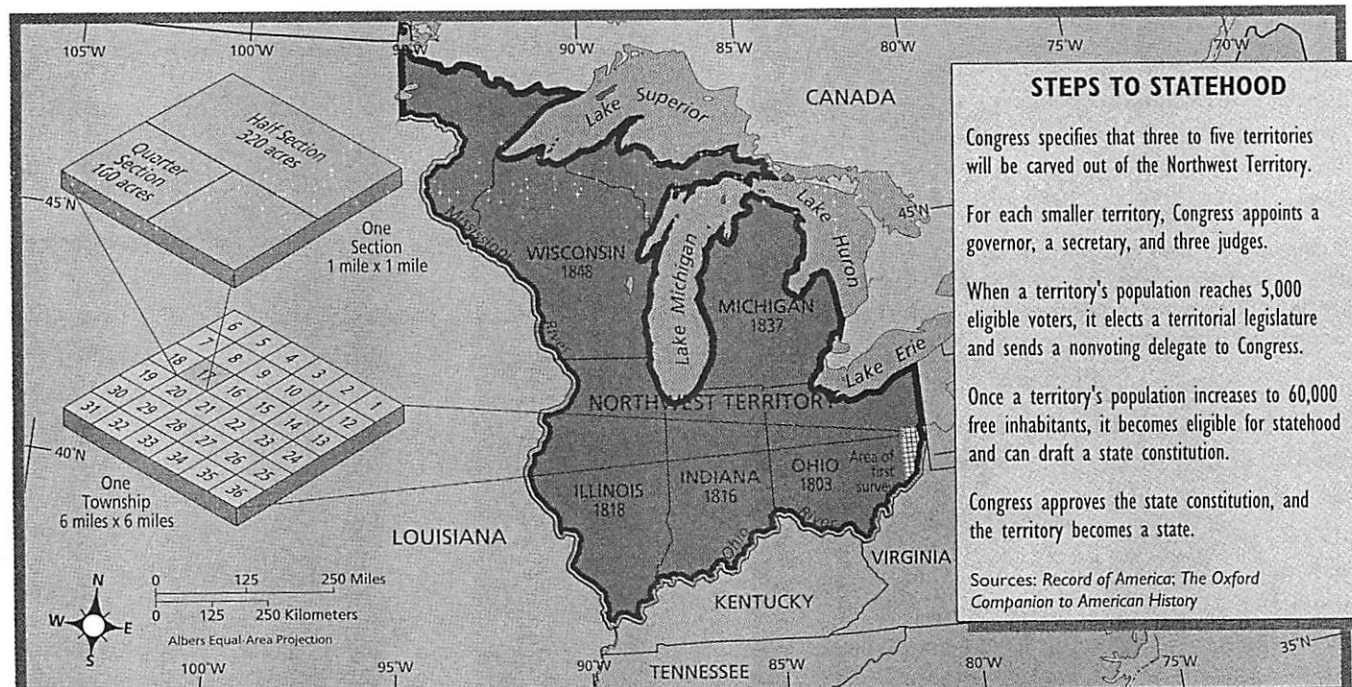 105°W
100°W
90°W
85°W
80°W
75°W
70°W
CANADA
Lake Superior
Half Section
320 acres
Quarter
Section
160 acres
45°N
One
Section
1 mile x 1 mile
Mississippi
River
WISCONSIN
1848
Lake Michigan
Lake
Huron
45°N
MICHIGAN
1837
Lake Erie
6 5 4 3 2 1
7 8 9 10 11 12
18 17 16 15 14 13
19 20 21 22 23 24
30 29 28 27 26 25
31 32 33 34 35 36
40°N
One
Township
6 miles x 6 miles
NORTHWEST TERRITORY
ILLINOIS
1818
INDIANA
1816
OHIO
1803
Area of
first
survey
Ohio
River
LOUISIANA
VIRGINIA
KENTUCKY
TENNESSEE
N
W
E
S
0 125 250 Miles
0 125 250 Kilometers
Albers Equal-Area Projection
100°W
95°W
90°W
85°W
80°W
75°W
35°N
STEPS TO STATEHOOD
Congress specifies that three to five territories
will be carved out of the Northwest Territory.
For each smaller territory, Congress appoints a
governor, a secretary, and three judges.
When a territory's population reaches 5,000
eligible voters, it elects a territorial legislature
and sends a nonvoting delegate to Congress.
Once a territory's population increases to 60,000
free inhabitants, it becomes eligible for statehood
and can draft a state constitution.
Congress approves the state constitution, and
the territory becomes a state.
Sources: Record of America; The Oxford
Companion to American History